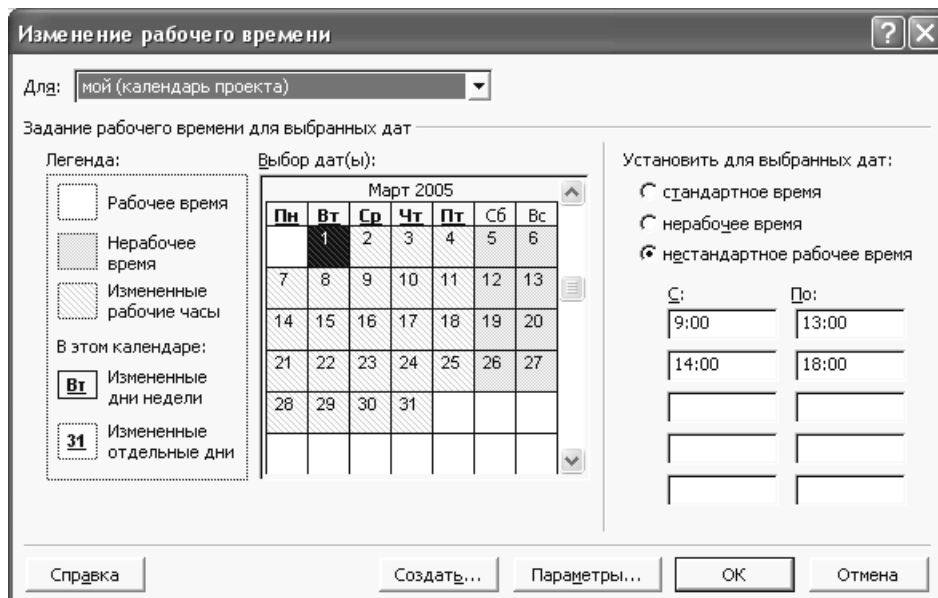 Изменение рабочего времени
Для: мой (календарь проекта)
Задание рабочего времени для выбранных дат
Легенда:
Рабочее время
Нерабочее
время
Измененные
рабочие часы
В этом календаре:
Вт Измененные
дни недели
31 Измененные
отдельные дни
Выбор дат(ы):
Март 2005
Пн Вт Ср Чт Пт Сб Вс
1 2 3 4 5 6
7 8 9 10 11 12 13
14 15 16 17 18 19 20
21 22 23 24 25 26 27
28 29 30 31
Установить для выбранных дат:
стандартное время
нерабочее время
нестандартное рабочее время
С: По:
9:00 13:00
14:00 18:00
Справка Создать... Параметры... ОК Отмена